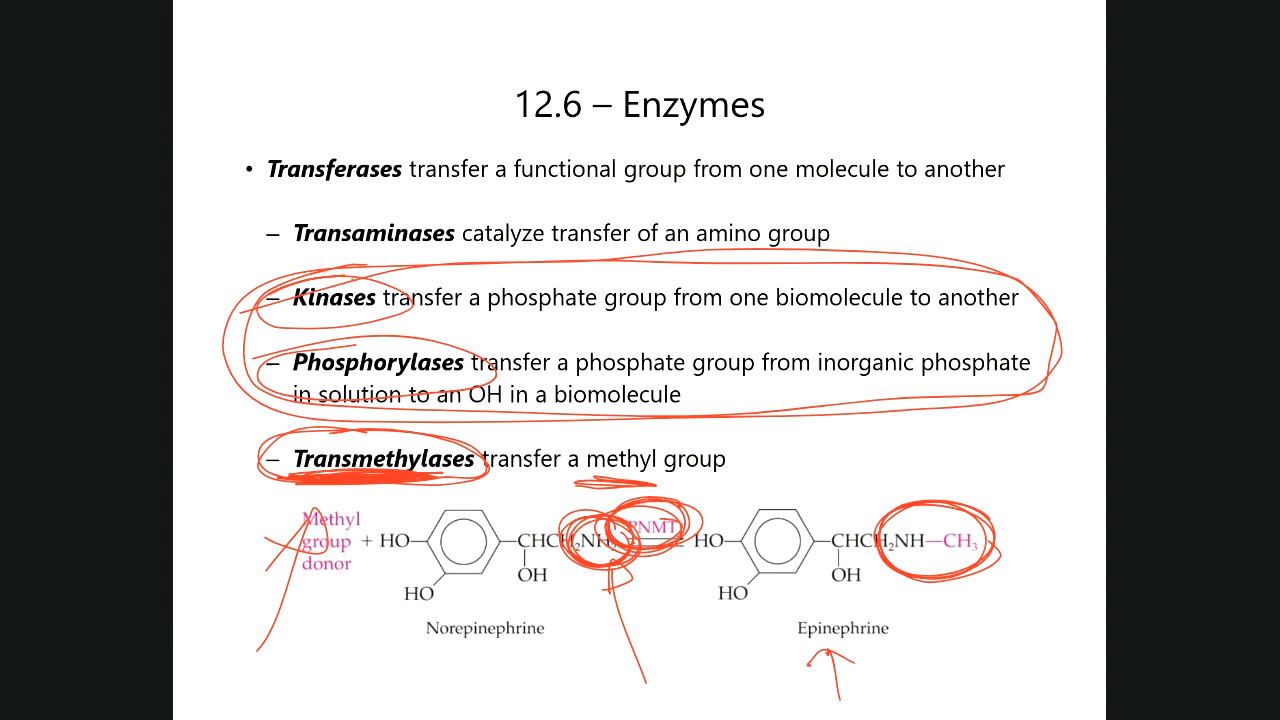 12.6 – Enzymes
• Transferases transfer a functional group from one molecule to another
– Transaminases catalyze transfer of an amino group
– Kinases transfer a phosphate group from one biomolecule to another
– Phosphorylases transfer a phosphate group from inorganic phosphate
in solution to an OH in a biomolecule
– Transmethylases transfer a methyl group
Methyl
group
donor
+ HO
CHCH₂NH₂
OH
HO
Norepinephrine
PNMT
HO
CHCH₂NH—CH₃
OH
HO
Epinephrine